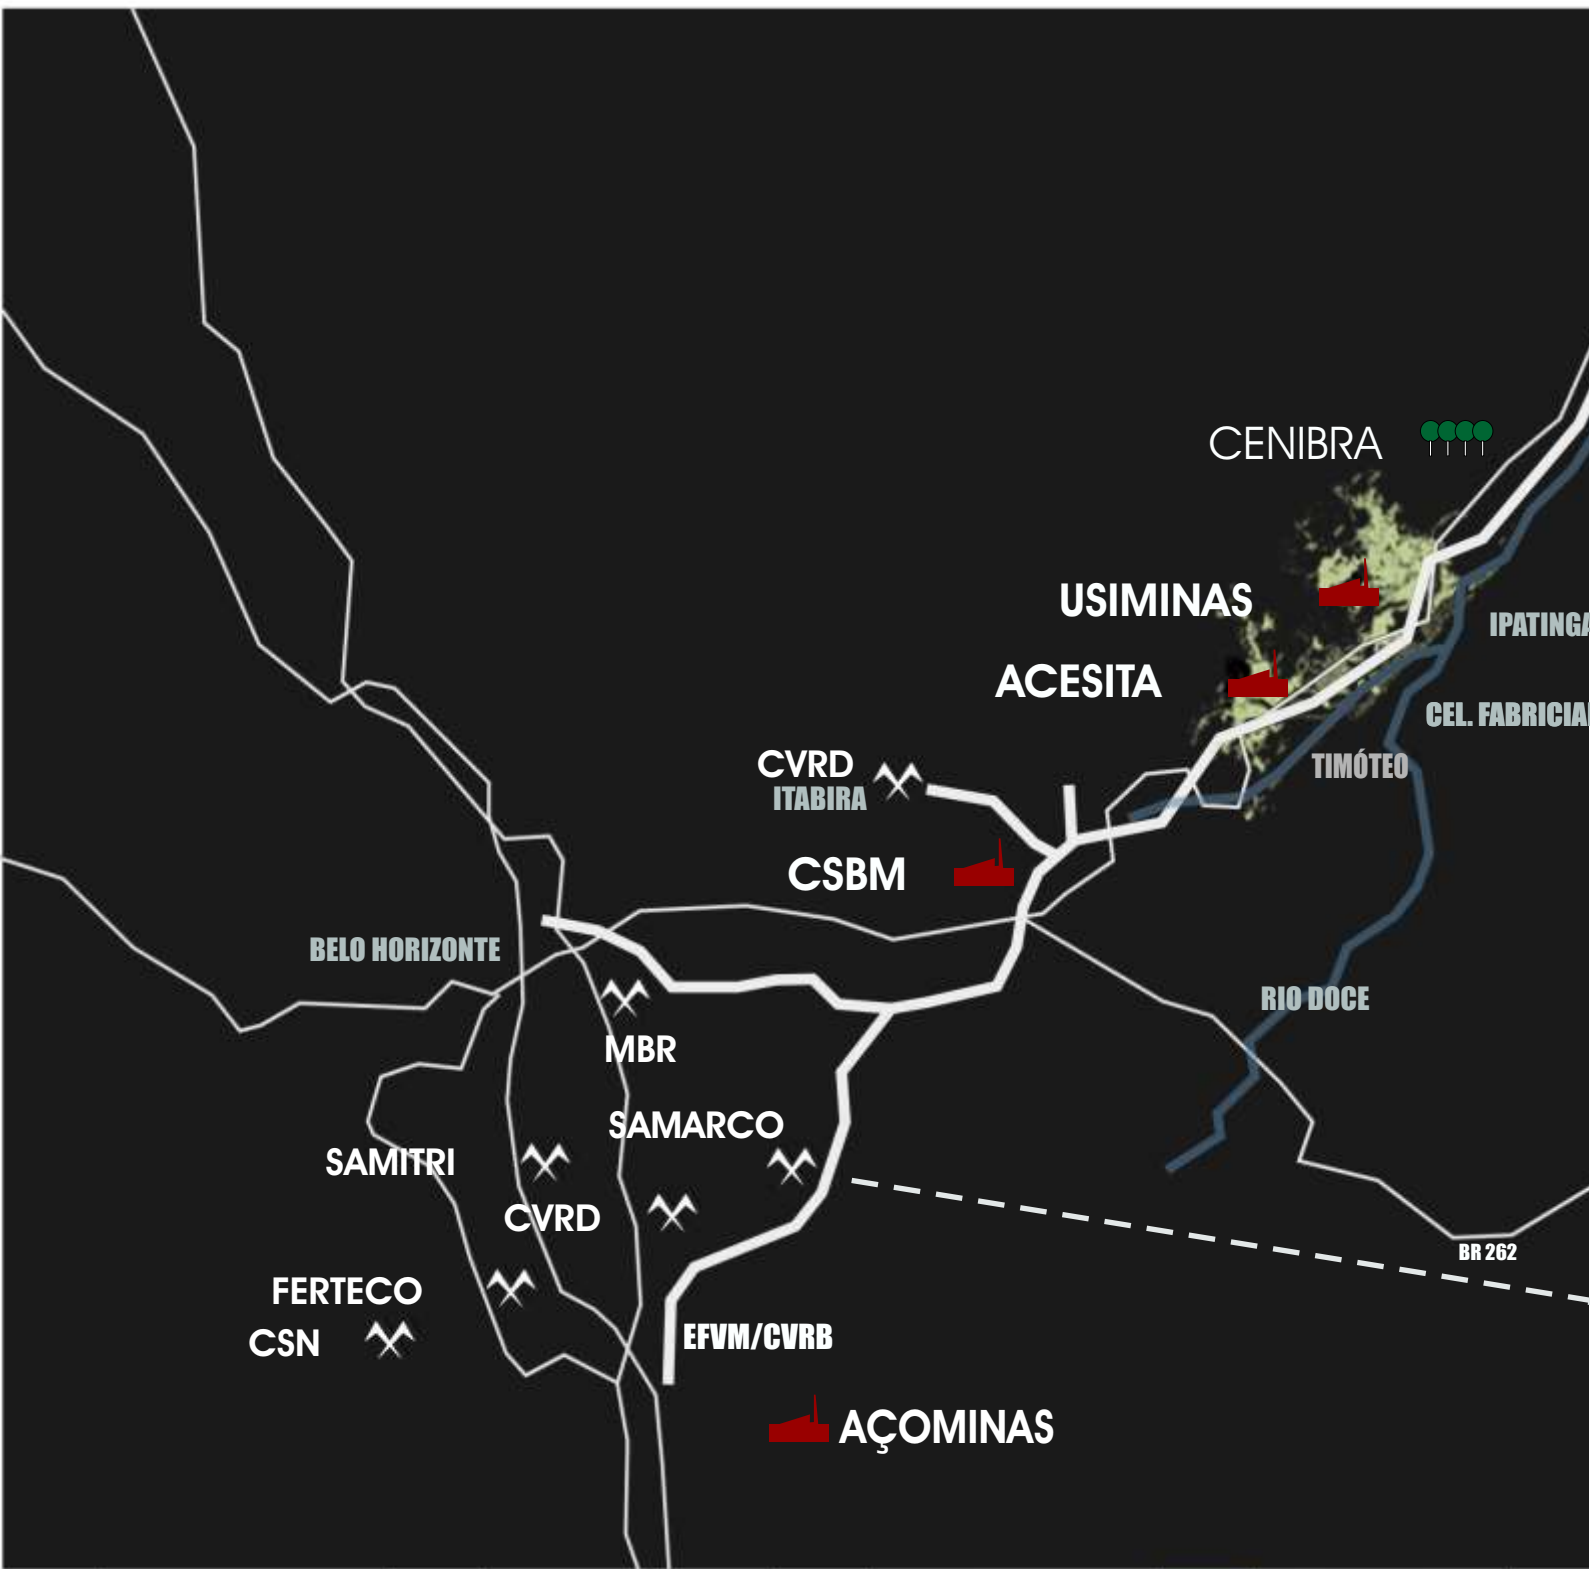 CENIBRA
USIMINAS
IPATINGA
ACESITA
CEL. FABRICIA
CVRD
TIMÓTEO
ITABIRA
CSBM
BELO HORIZONTE
RIO DOCE
MBR
SAMARCO
SAMITRI
CVRD
BR 262
FERTECO
EFVM/CVRB
CSN
AÇOMINAS